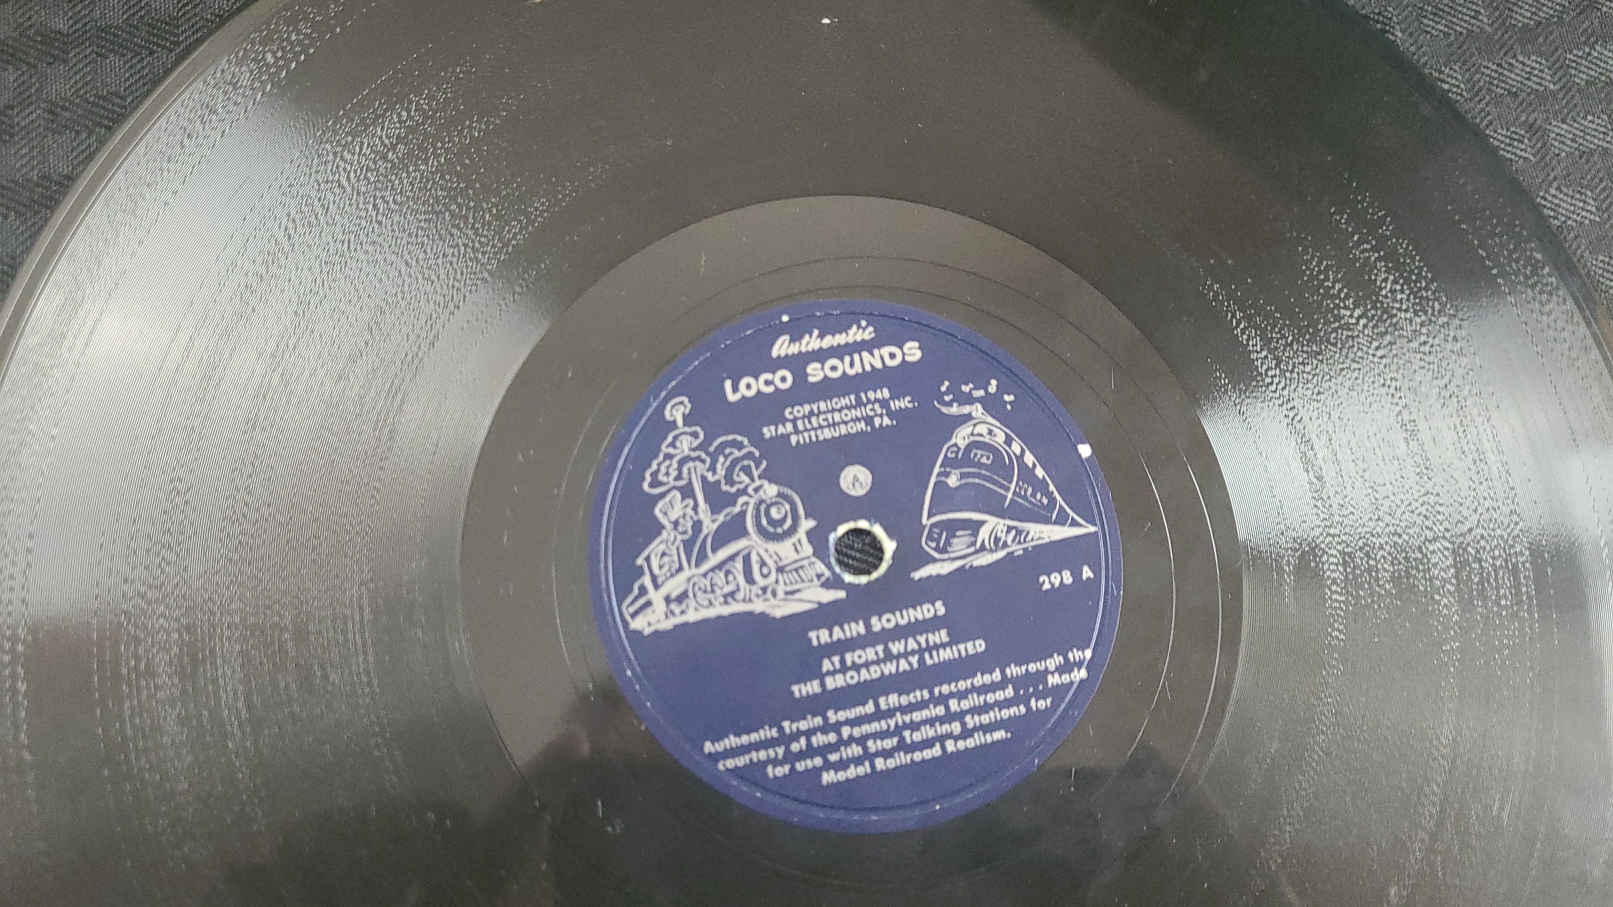 Authentic
LOCO SOUNDS
COPYRIGHT 1948
STAR ELECTRONICS, INC.
PITTSBURGH, PA.
A
298 A
TRAIN SOUNDS
AT FORT WAYNE
THE BROADWAY LIMITED
Authentic Train Sound Effects recorded through the
courtesy of the Pennsylvania Railroad . . . Made
for use with Star Talking Stations for
Model Railroad Realism.